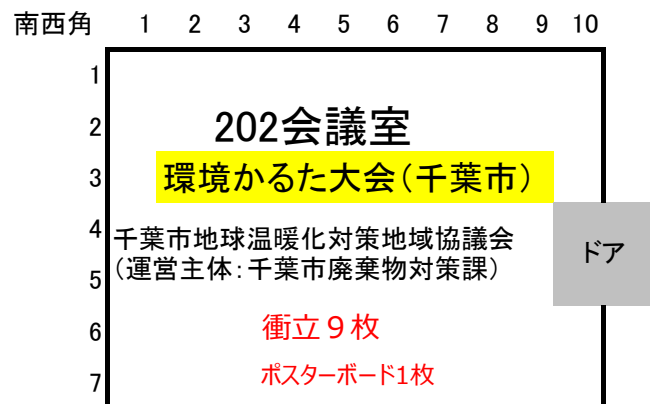 南西角 1 2 3 4 5 6 7 8 9 10
1
2 202会議室
3 環境かるた大会(千葉市)
4 千葉市地球温暖化対策地域協議会
ドア
5 (運営主体:千葉市廃棄物対策課)
6 衝立９枚
7 ポスターボード1枚